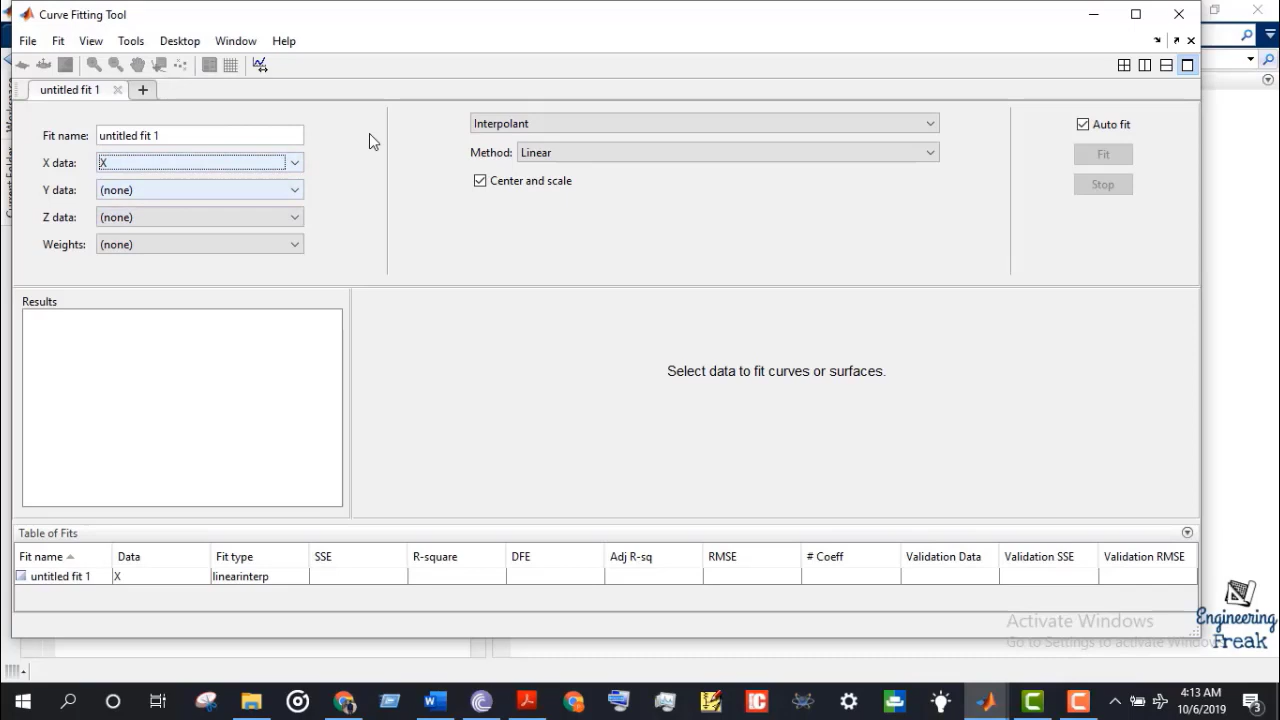 Curve Fitting Tool
File Fit View Tools Desktop Window Help
untitled fit 1
Fit name: untitled fit 1
X data: X
Y data: (none)
Z data: (none)
Weights: (none)
Interpolant
Method: Linear
Center and scale
Auto fit
Fit
Stop
Results
Select data to fit curves or surfaces.
Table of Fits
Fit name Data Fit type SSE R-square DFE Adj R-sq RMSE # Coeff Validation Data Validation SSE Validation RMSE
untitled fit 1 X linearinterp
Activate Windows
Go to Settings to activate Windows
Engineering
Freak
4:13 AM
10/6/2019
3